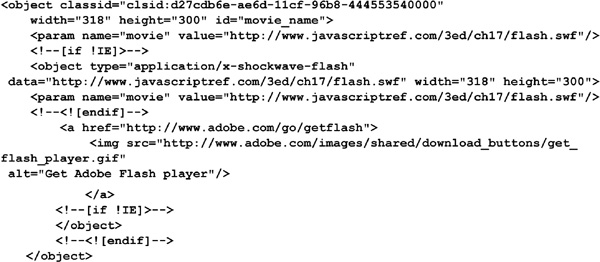 <object classid="clsid:d27cdb6e-ae6d-11cf-96b8-444553540000"
width="318" height="300" id="movie_name">
<param name="movie" value="http://www.javascriptref.com/3ed/ch17/flash.swf"/>
<!--[if !IE]>-->
<object type="application/x-shockwave-flash"
data="http://www.javascriptref.com/3ed/ch17/flash.swf" width="318" height="300">
<param name="movie" value="http://www.javascriptref.com/3ed/ch17/flash.swf"/>
<!--<![endif]-->
<a href="http://www.adobe.com/go/getflash">
<img src="http://www.adobe.com/images/shared/download_buttons/get_
flash_player.gif"
alt="Get Adobe Flash player"/>
</a>
<!--[if !IE]>-->
</object>
<!--<![endif]-->
</object>